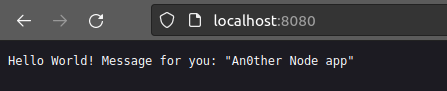 localhost:8080
Hello World! Message for you: "An0ther Node app"